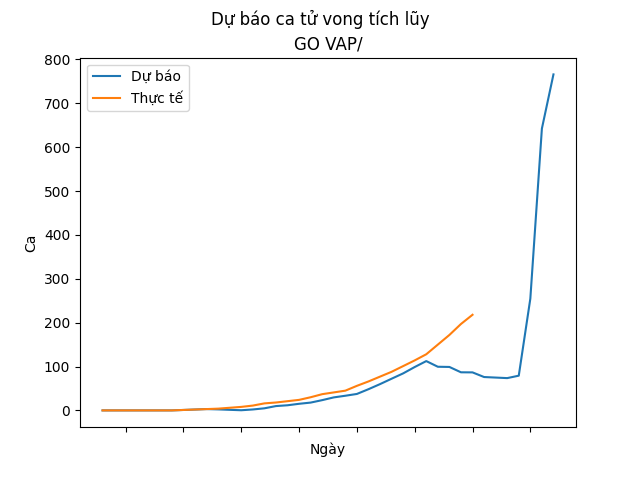 Dự báo ca tử vong tích lũy
GO VAP/
800
700
600
500
400
300
200
100
0
Ca
Dự báo
Thực tế
Ngày